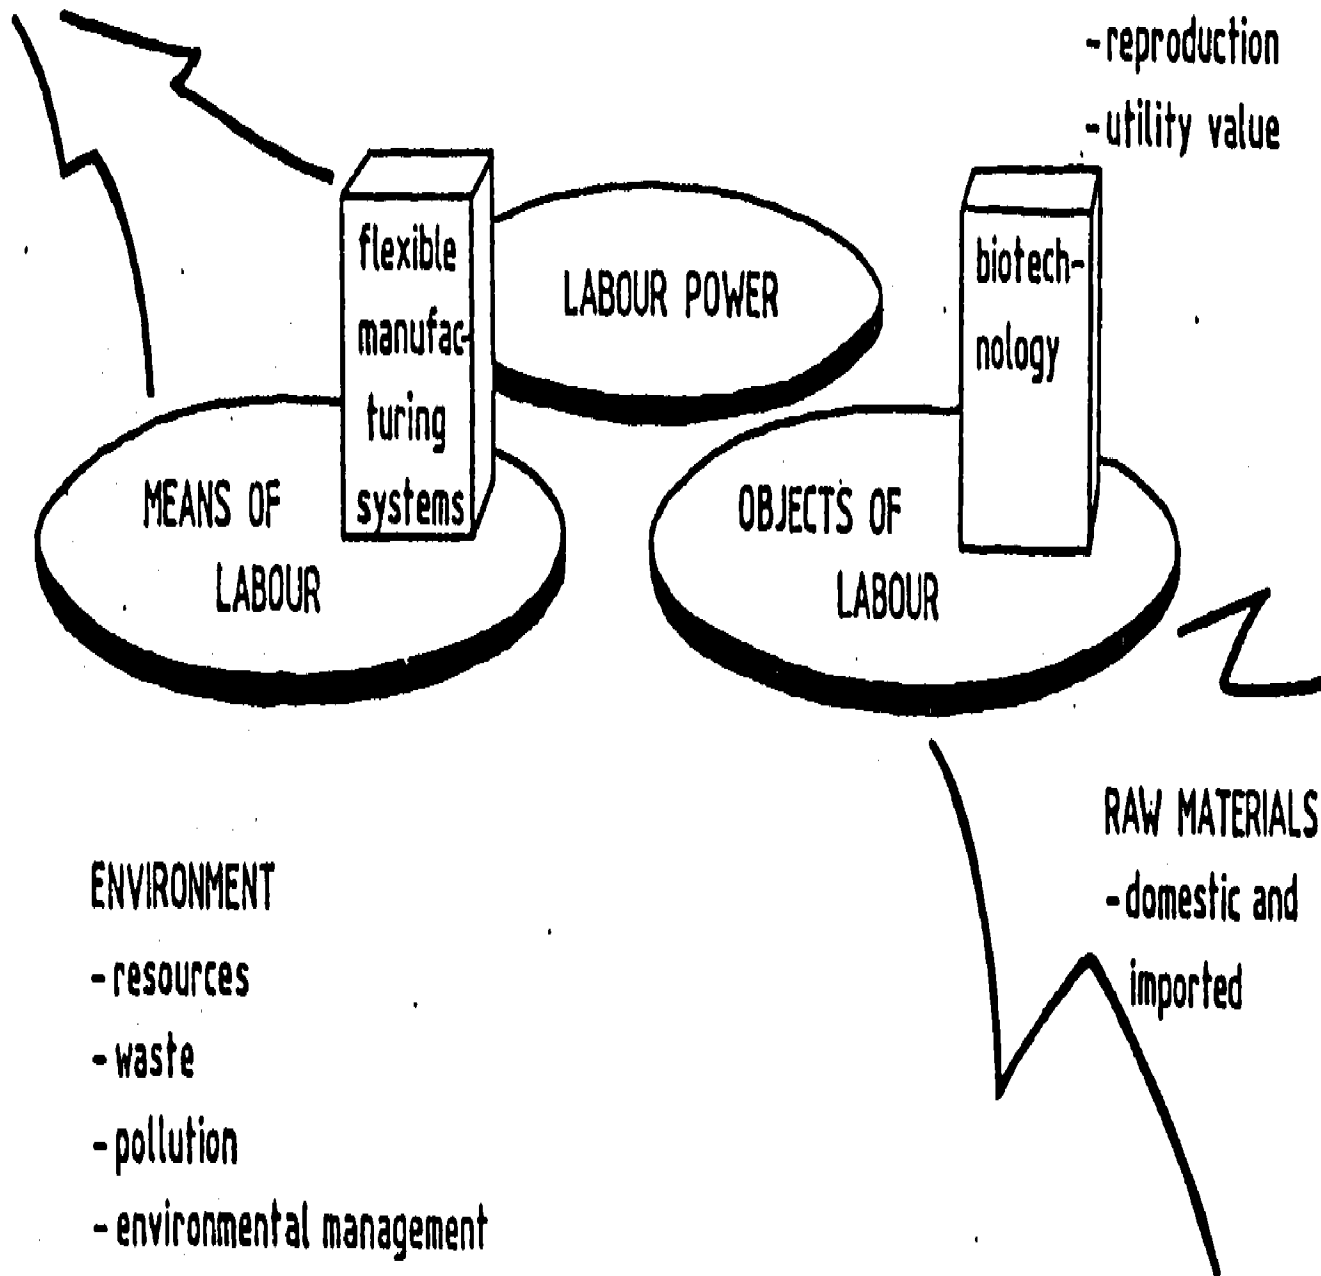 -reproduction
-utility value
flexible
manufac-
turing
systems
LABOUR POWER
biotech-
nology
MEANS OF
LABOUR
OBJECTS OF
LABOUR
RAW MATERIALS
-domestic and
imported
ENVIRONMENT
-resources
-waste
-pollution
-environmental management